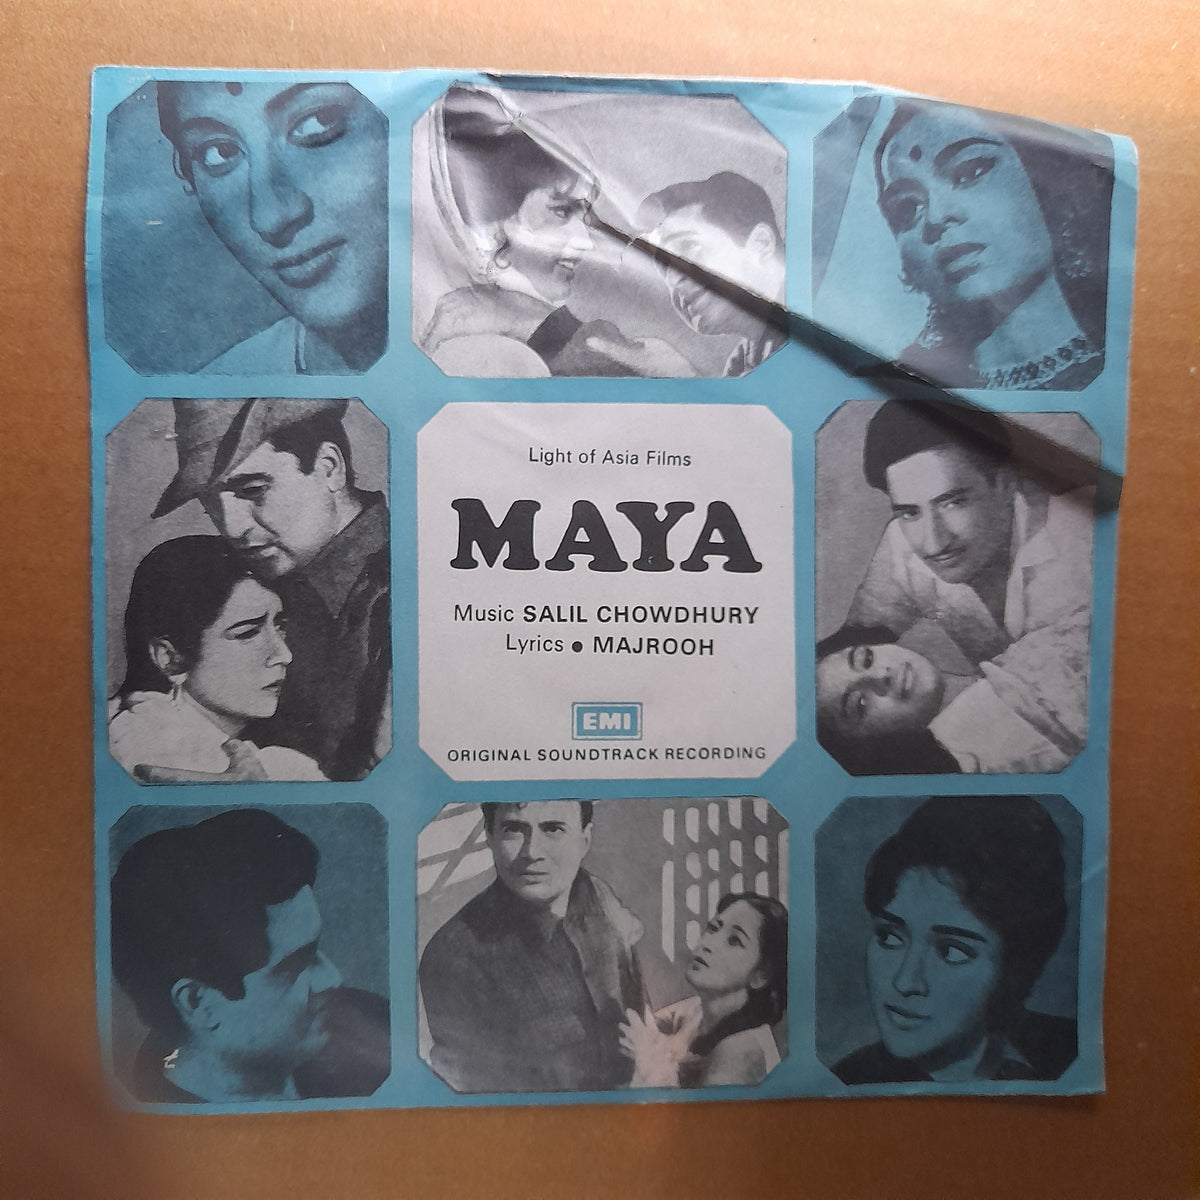 Light of Asia Films
MAYA
Music SALIL CHOWDHURY
Lyrics • MAJROOH
EMI
ORIGINAL SOUNDTRACK RECORDING